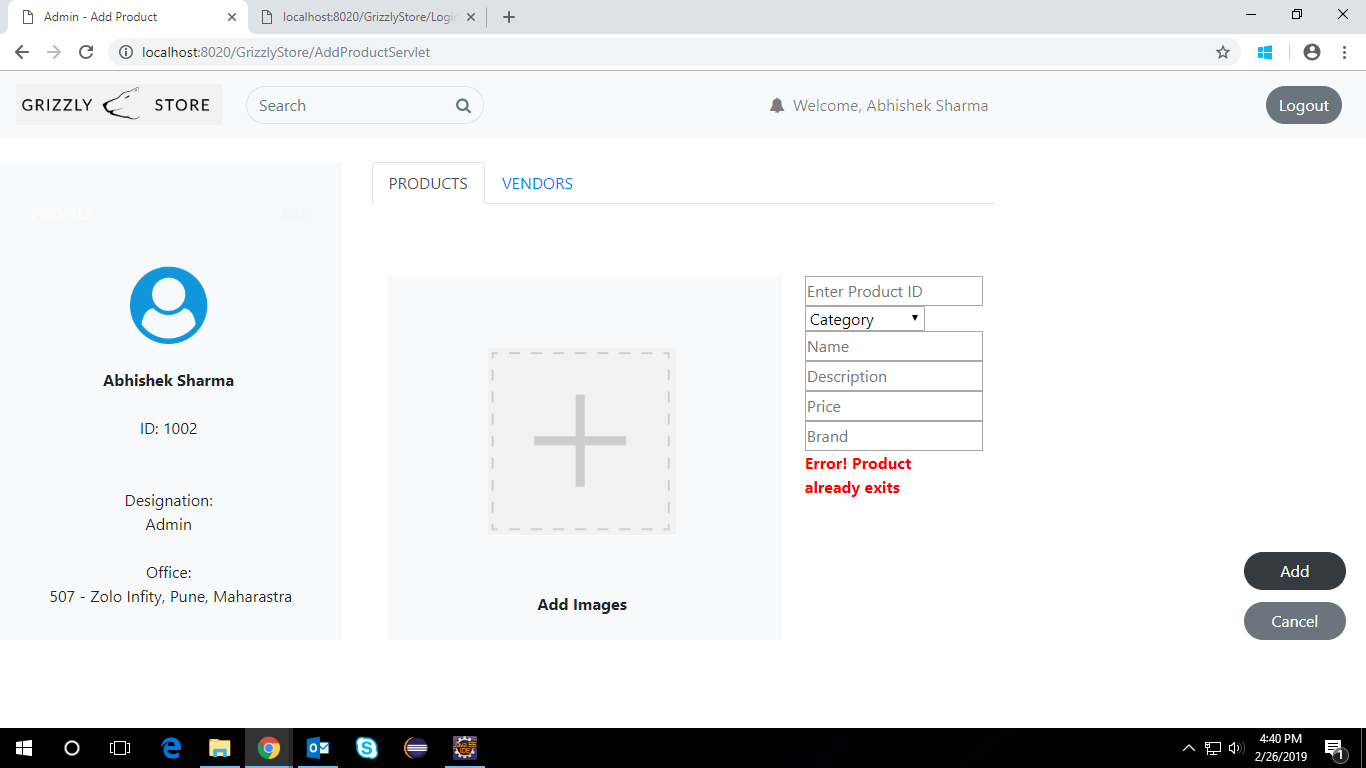 Admin - Add Product
localhost:8020/GrizzlyStore/Login
localhost:8020/GrizzlyStore/AddProductServlet
GRIZZLY STORE
Search
Welcome, Abhishek Sharma
Logout
PROFILE
Edit
PRODUCTS
VENDORS
Abhishek Sharma
ID: 1002
Designation:
Admin
Office:
507 - Zolo Infity, Pune, Maharastra
Add Images
Enter Product ID
Category
Name
Description
Price
Brand
Error! Product
already exits
Add
Cancel
4:40 PM
2/26/2019
1